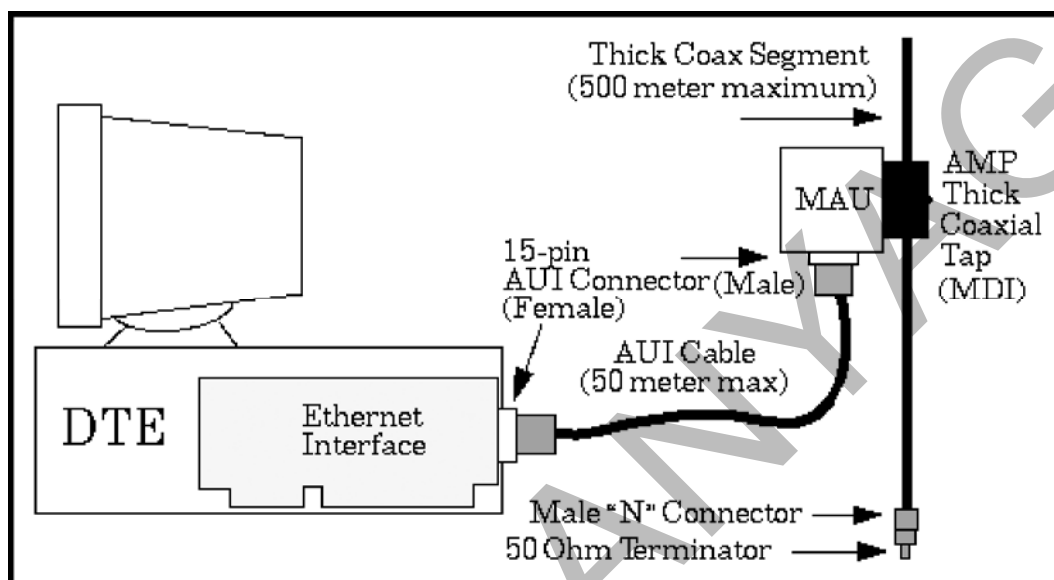 Thick Coax Segment
(500 meter maximum)
MAU
AMP
Thick
Coaxial
Tap
(MDI)
15-pin
AUI Connector (Male)
(Female)
AUI Cable
(50 meter max)
DTE
Ethernet
Interface
Male "N" Connector
50 Ohm Terminator
ANYAG